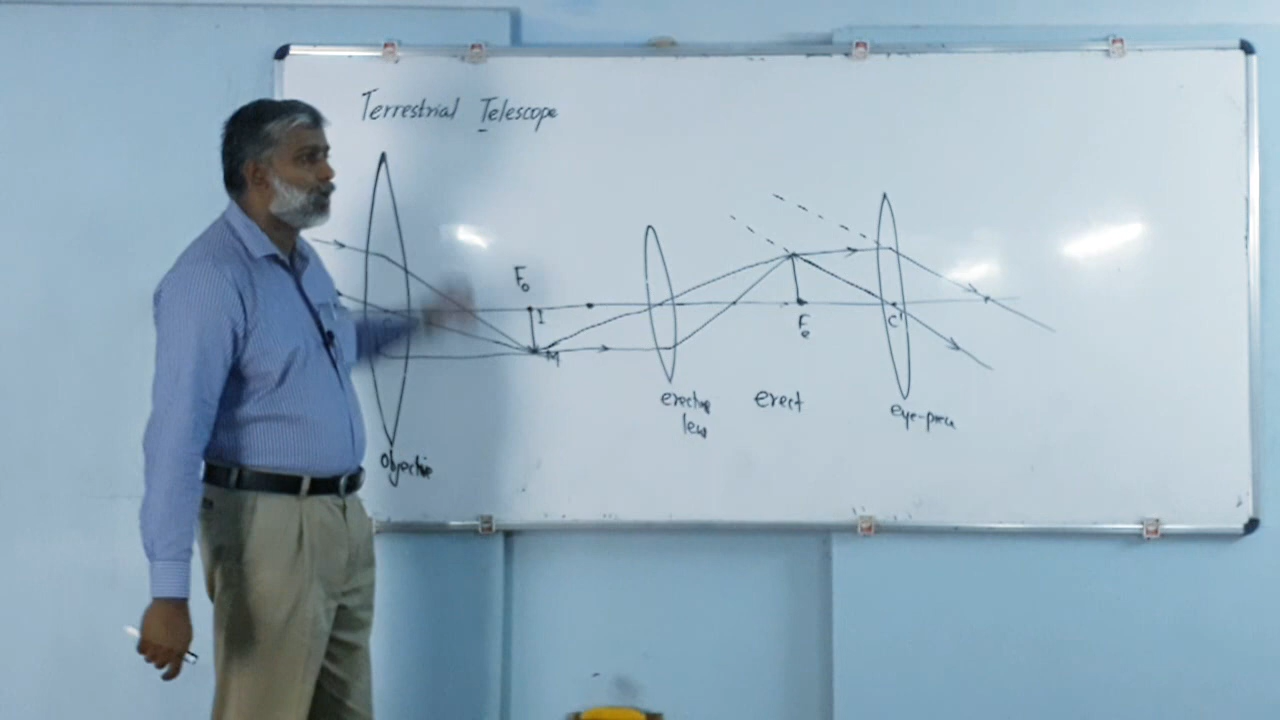 Terrestrial Telescope
Fo
I
M
Fe
C'
erecting
lens
erect
eye-piece
Objective